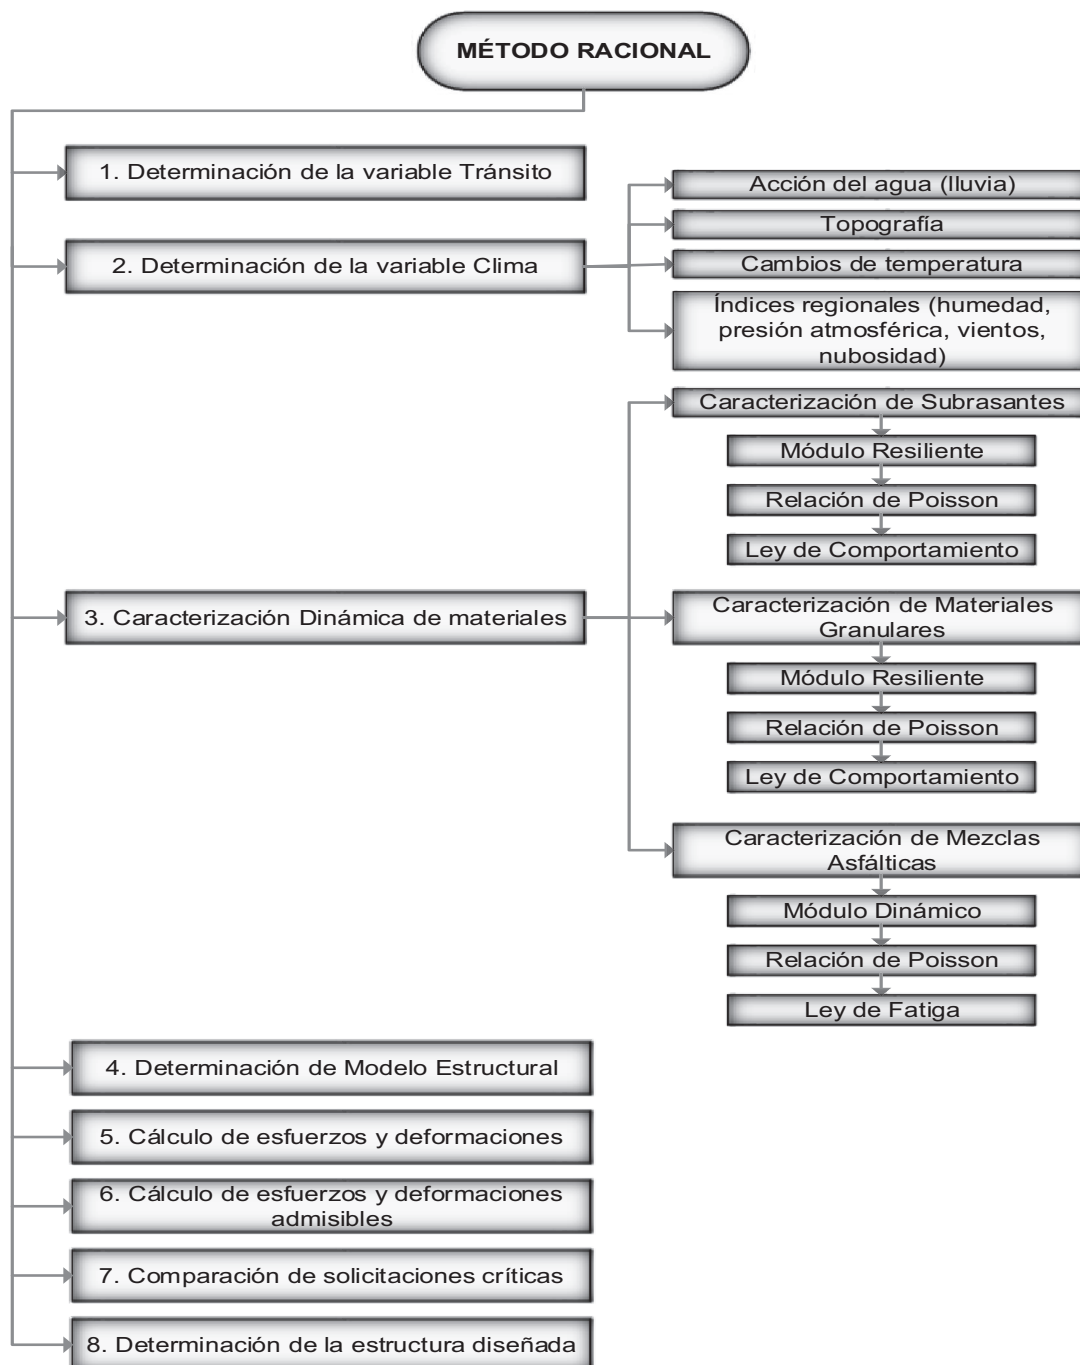 MÉTODO RACIONAL
1. Determinación de la variable Tránsito
2. Determinación de la variable Clima
Acción del agua (lluvia)
Topografía
Cambios de temperatura
Índices regionales (humedad,
presión atmosférica, vientos,
nubosidad)
3. Caracterización Dinámica de materiales
Caracterización de Subrasantes
Módulo Resiliente
Relación de Poisson
Ley de Comportamiento
Caracterización de Materiales
Granulares
Módulo Resiliente
Relación de Poisson
Ley de Comportamiento
Caracterización de Mezclas
Asfálticas
Módulo Dinámico
Relación de Poisson
Ley de Fatiga
4. Determinación de Modelo Estructural
5. Cálculo de esfuerzos y deformaciones
6. Cálculo de esfuerzos y deformaciones
admisibles
7. Comparación de solicitaciones críticas
8. Determinación de la estructura diseñada